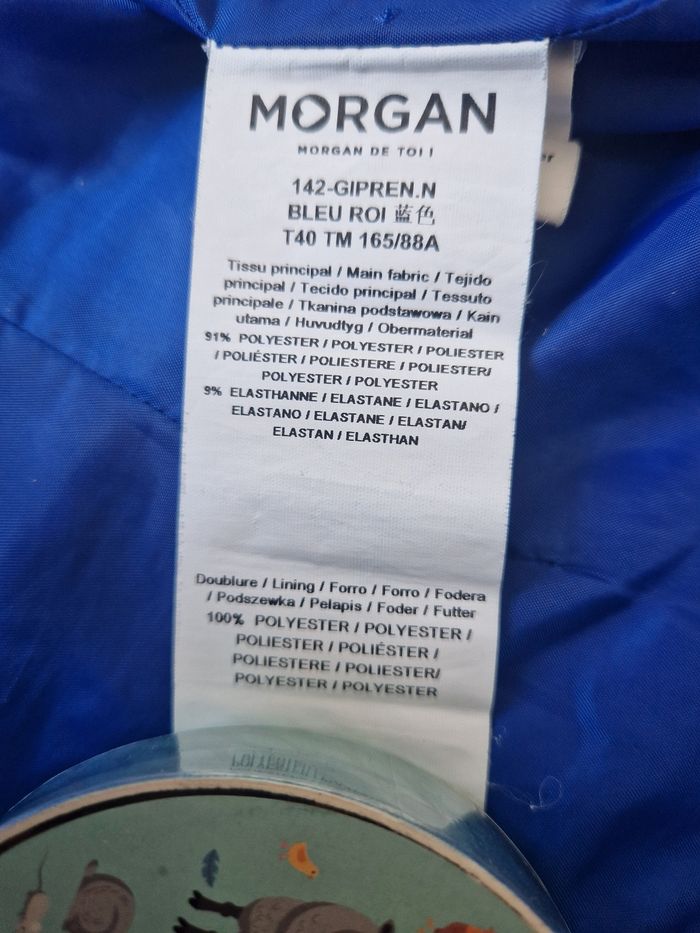 MORGAN
MORGAN DE TOI !
142-GIPREN.N
BLEU ROI 蓝色
T40 TM 165/88A
Tissu principal / Main fabric / Tejido
principal / Tecido principal / Tessuto
principale / Tkanina podstawowa / Kain
utama / Huvudtyg / Obermaterial
91% POLYESTER / POLYESTER / POLIESTER
/ POLIÉSTER / POLIESTERE / POLIESTER/
POLYESTER / POLYESTER
9% ELASTHANNE / ELASTANE / ELASTANO /
ELASTANO / ELASTANE / ELASTAN/
ELASTAN / ELASTHAN
Doublure / Lining / Forro / Forro / Fodera
/ Podszewka / Pelapis / Foder / Futter
100% POLYESTER / POLYESTER /
POLIESTER / POLIÉSTER /
POLIESTERE / POLIESTER/
POLYESTER / POLYESTER